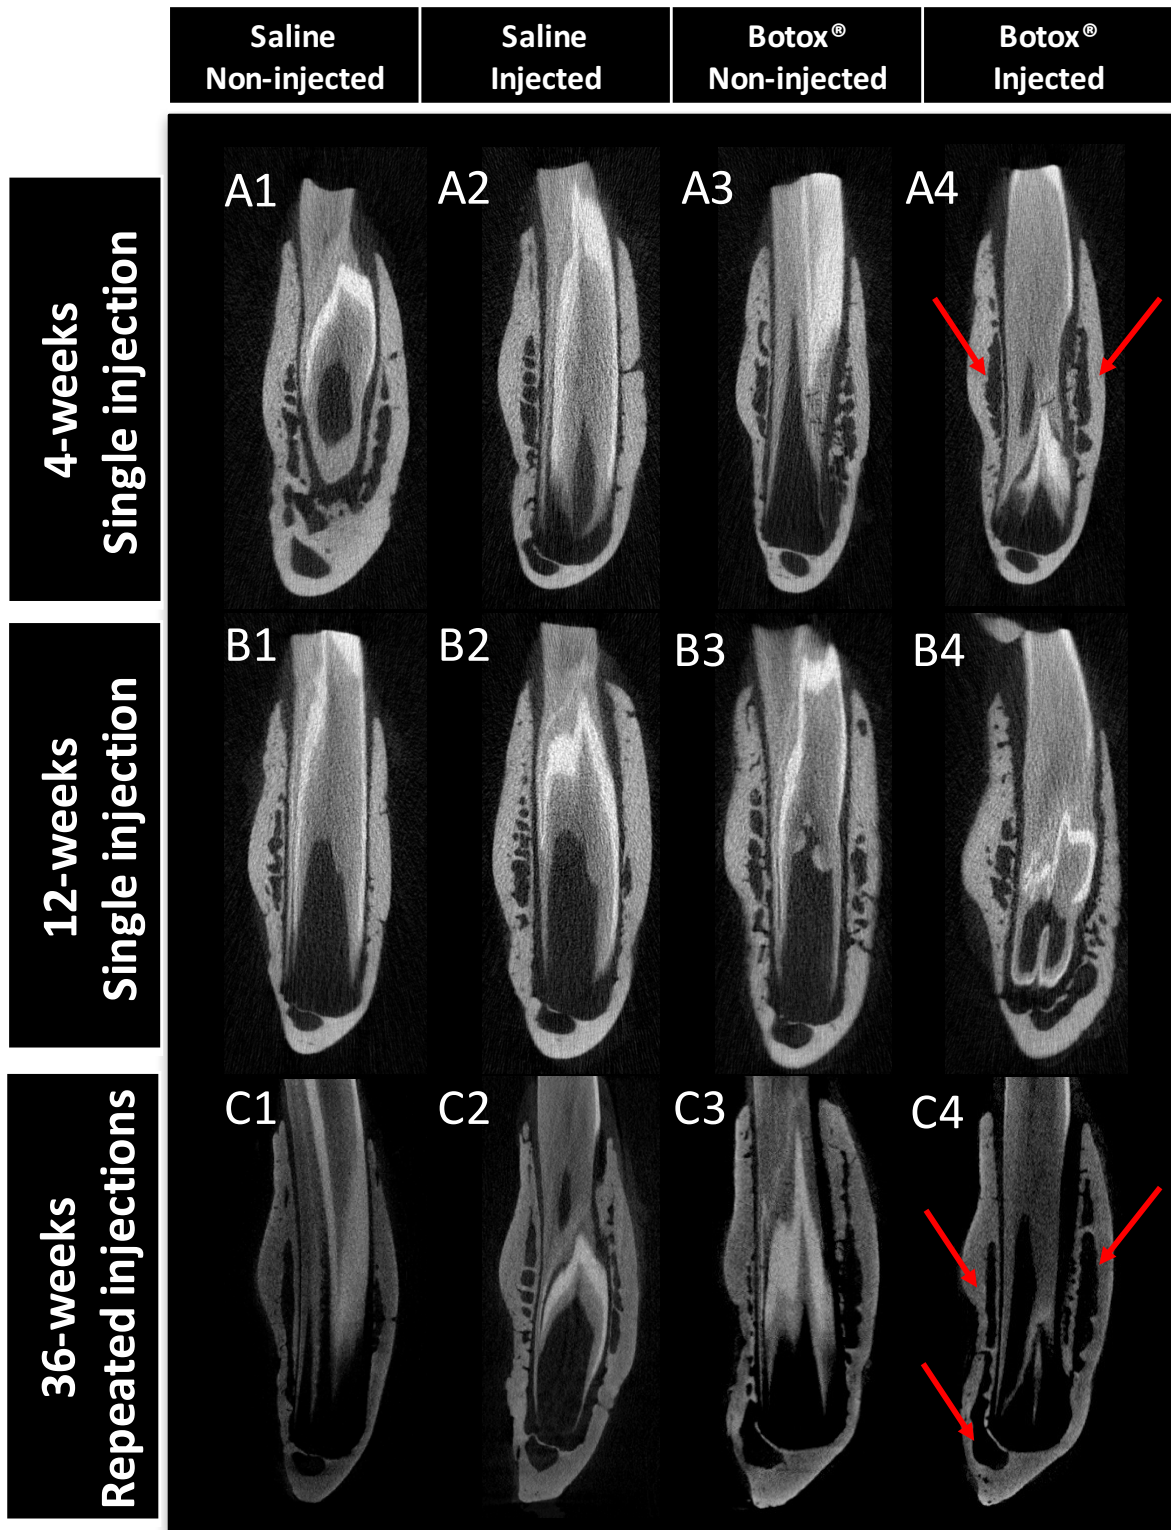 Saline
Non-injected
Saline
Injected
Botox®
Non-injected
Botox®
Injected
4-weeks
Single injection
A1
A2
A3
A4
12-weeks
Single injection
B1
B2
B3
B4
36-weeks
Repeated injections
C1
C2
C3
C4